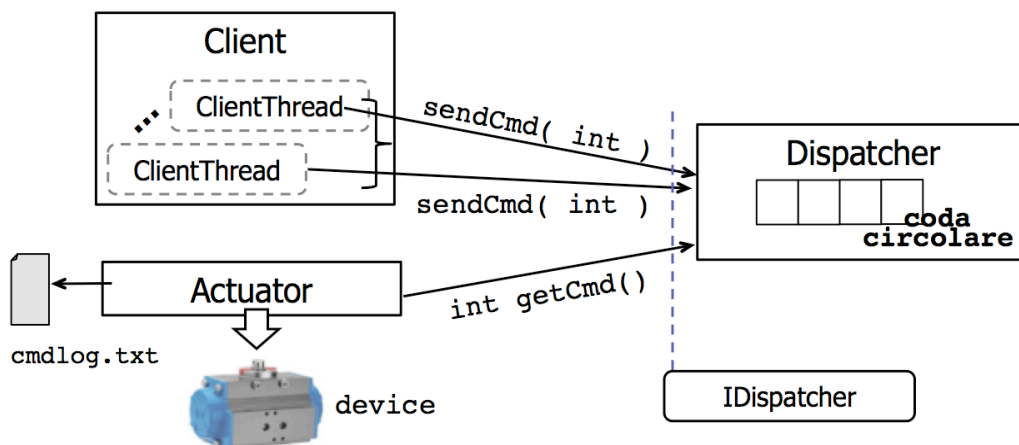 Client
ClientThread
ClientThread
sendCmd( int )
sendCmd( int )
Dispatcher
coda
circolare
Actuator
int getCmd()
cmdlog.txt
device
IDispatcher